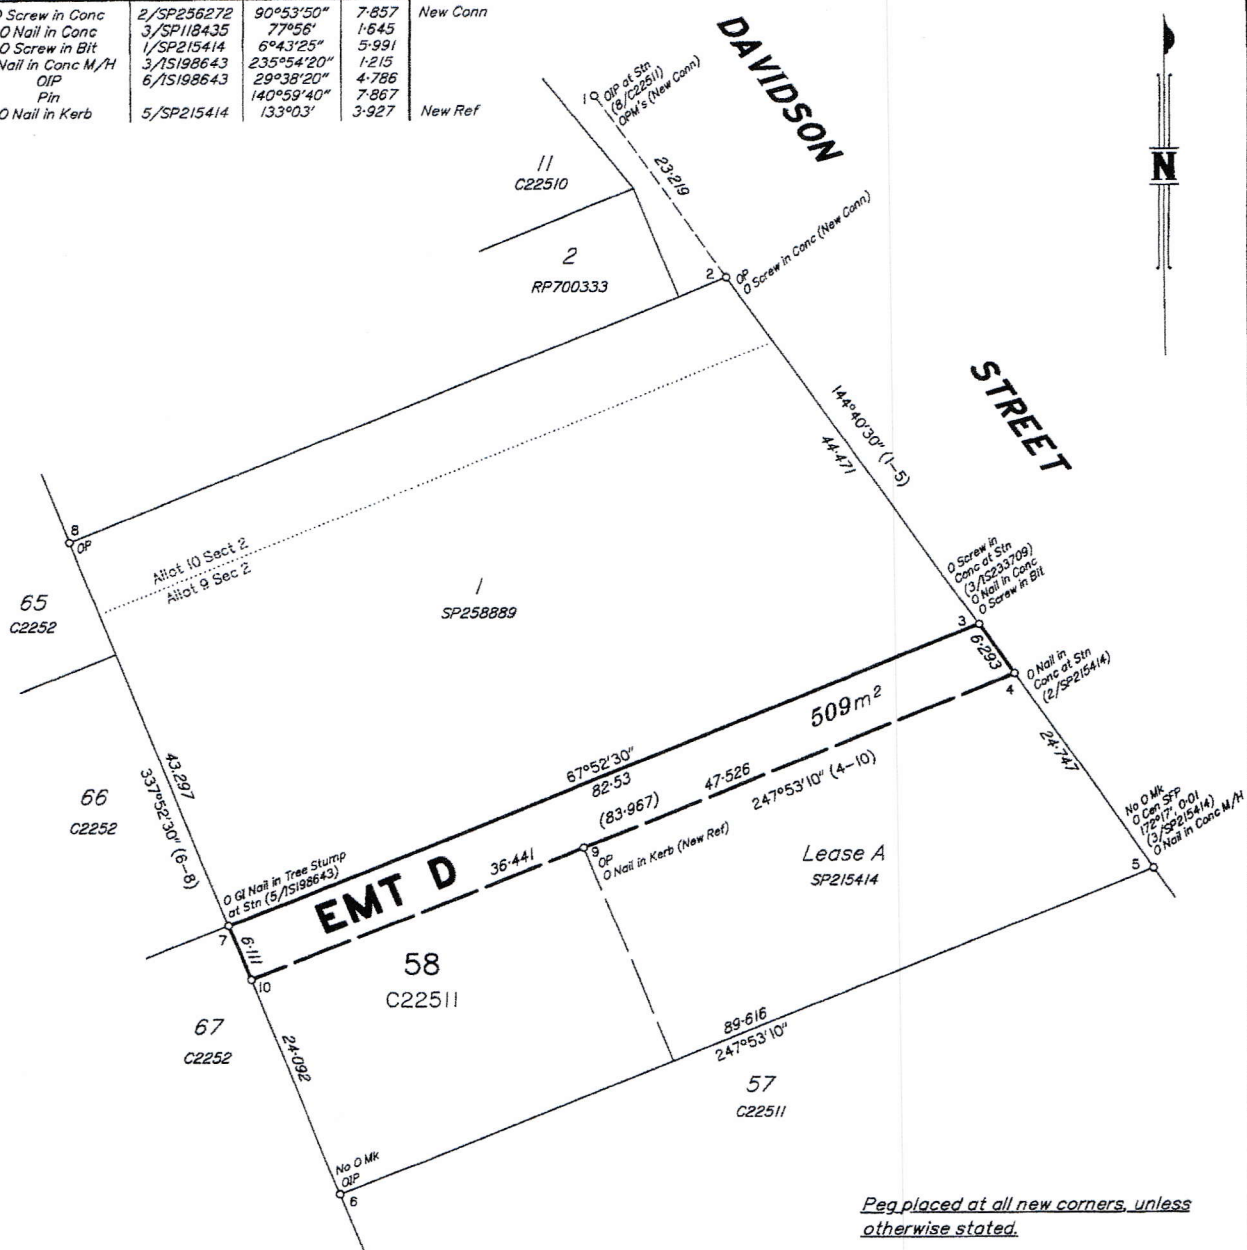 O Screw in Conc 2/SP256272 90°53'50" 7·857 New Conn
O Nail in Conc 3/SP118435 77°56' 1·645
O Screw in Bit 1/SP215414 6°43'25" 5·991
Nail in Conc M/H 3/IS198643 235°54'20" 1·215
OIP 6/IS198643 29°38'20" 4·786
Pin 140°59'40" 7·867
O Nail in Kerb 5/SP215414 133°03' 3·927 New Ref
DAVIDSON
STREET
N
1
OIP at Stn
(8/C22511)
OPM's (New Conn)
23·219
11
C22510
2
RP700333
2
OP
O Screw in Conc (New Conn)
144°40'30" (1-5)
44·471
8
OP
Allot 10 Sect 2
Allot 9 Sec 2
1
SP258889
65
C2252
O Screw in
Conc at Stn
(3/IS233709)
O Nail in Conc
O Screw in Bit
3
6·293
4
O Nail in
Conc at Stn
(2/SP215414)
509m²
67°52'30"
82·53
(83·967)
47·526
247°53'10" (4-10)
24·747
43·297
337°52'30" (6-8)
66
C2252
No O Mk
O Cen SFP
172°17', 0·01
(3/SP215414)
O Nail in Conc M/H
5
9
OP
O Nail in Kerb (New Ref)
36·441
Lease A
SP215414
O GI Nail in Tree Stump
at Stn (5/IS198643)
EMT D
7
6·111
10
58
C22511
67
C2252
24·092
89·616
247°53'10"
57
C22511
No O Mk
OIP
6
Peg placed at all new corners, unless
otherwise stated.